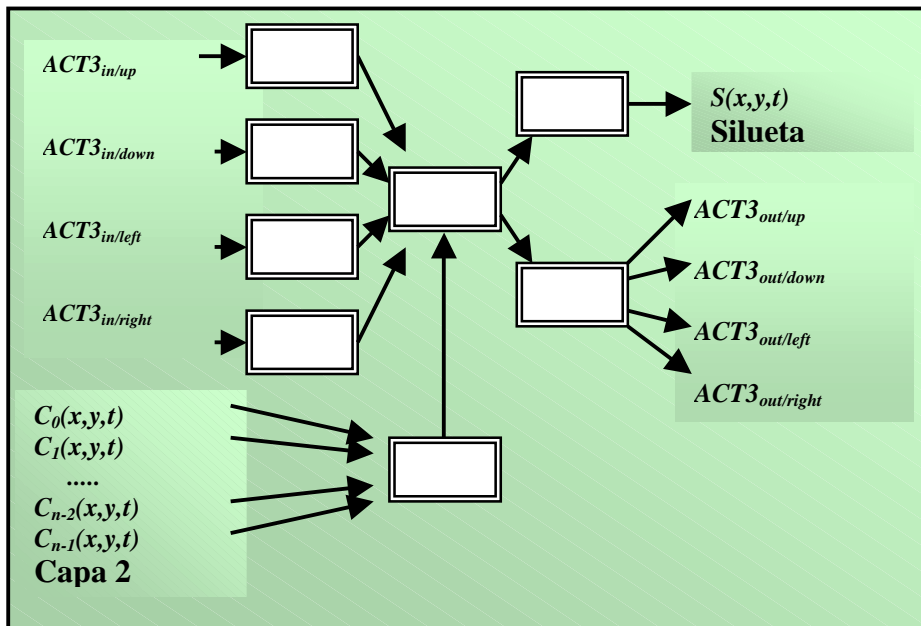 ACT3in/up
ACT3in/down
ACT3in/left
ACT3in/right
C0(x,y,t)
C1(x,y,t)
.....
Cn-2(x,y,t)
Cn-1(x,y,t)
Capa 2
S(x,y,t)
Silueta
ACT3out/up
ACT3out/down
ACT3out/left
ACT3out/right